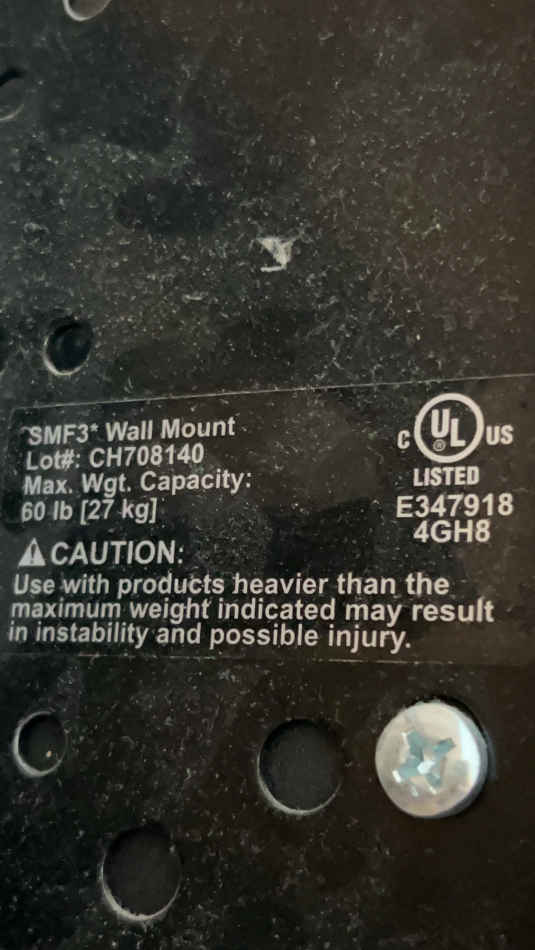 SMF3* Wall Mount
Lot#: CH708140
Max. Wgt. Capacity:
60 lb [27 kg]
C UL® US
LISTED
E347918
4GH8
⚠ CAUTION:
Use with products heavier than the
maximum weight indicated may result
in instability and possible injury.